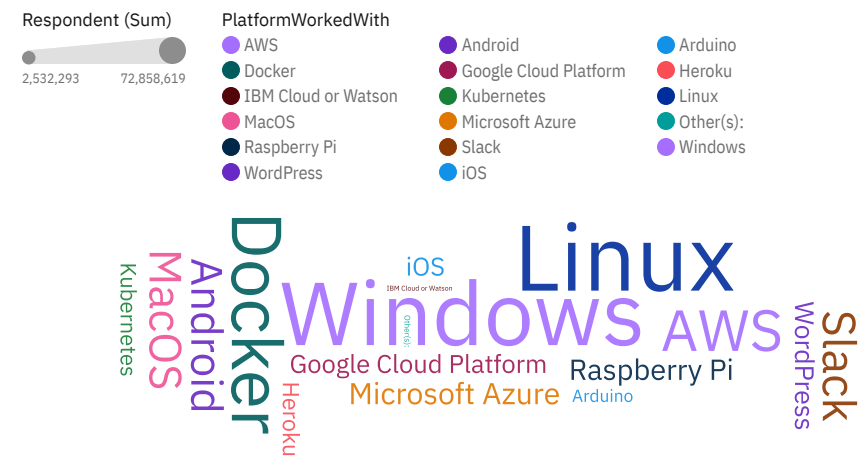 Respondent (Sum)
2,532,293 72,858,619
PlatformWorkedWith
AWS
Docker
IBM Cloud or Watson
MacOS
Raspberry Pi
WordPress
Android
Google Cloud Platform
Kubernetes
Microsoft Azure
Slack
iOS
Arduino
Heroku
Linux
Other(s):
Windows
Kubernetes
MacOS
Android
Docker
iOS
IBM Cloud or Watson
Linux
Windows
Other(s):
AWS
Google Cloud Platform
Raspberry Pi
Microsoft Azure
Arduino
Heroku
WordPress
Slack